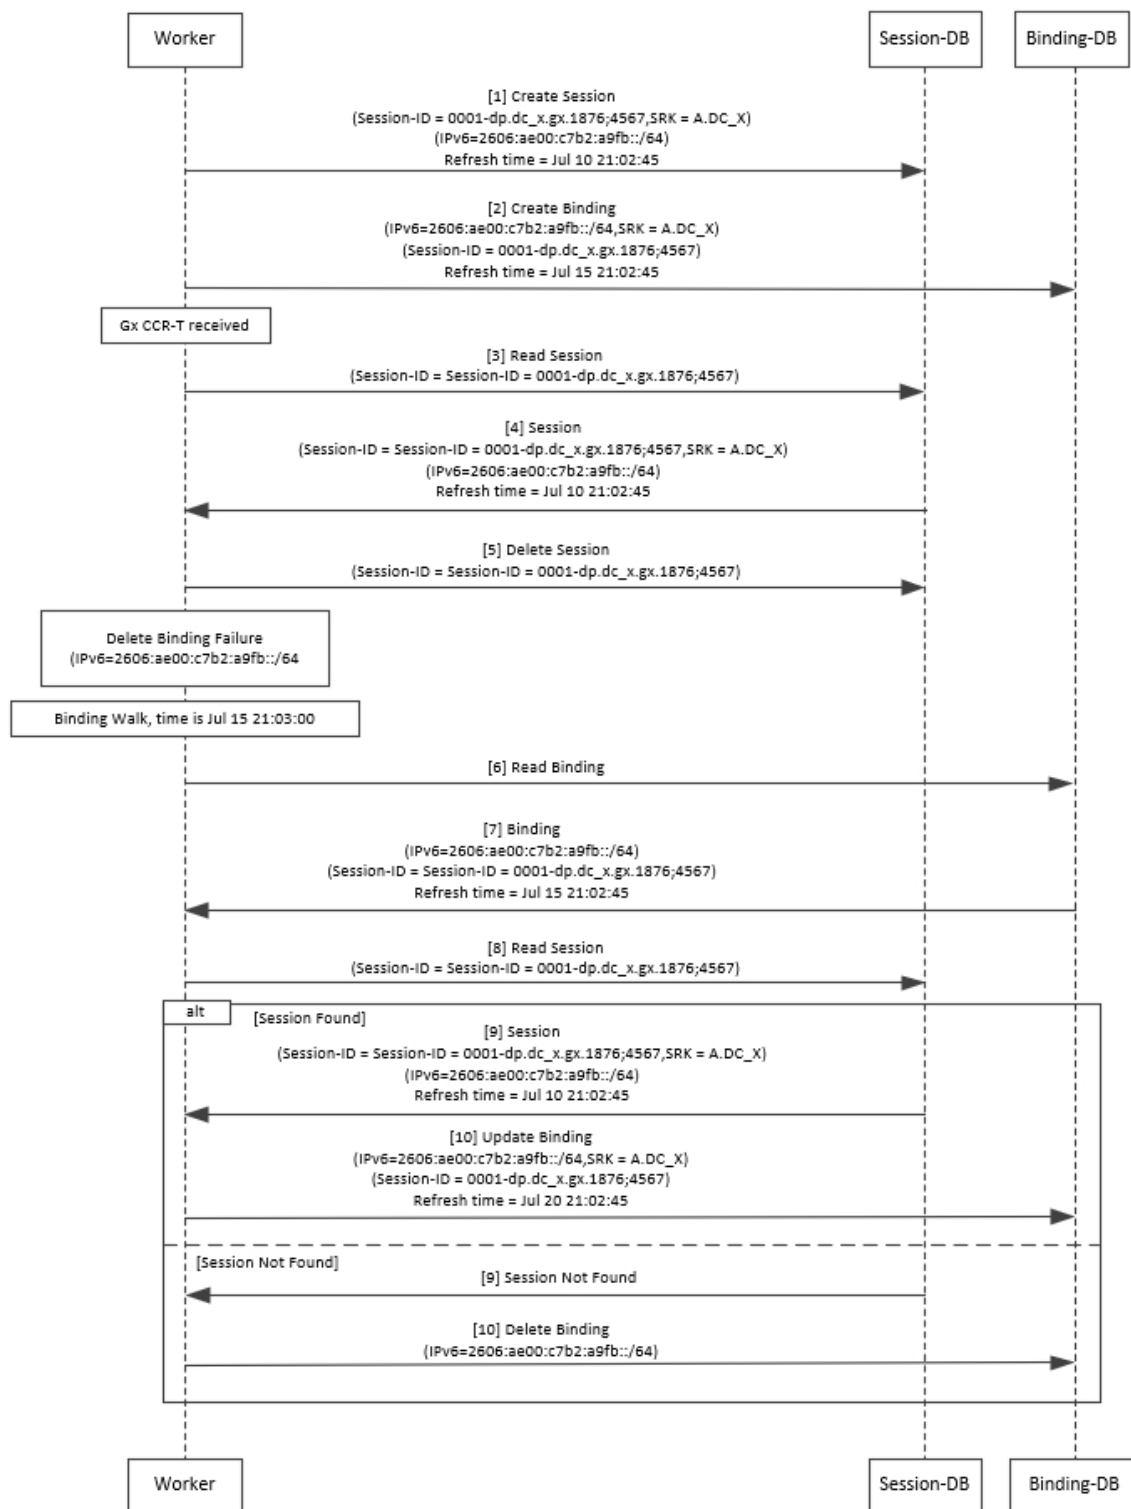 Worker
Session-DB
Binding-DB
[1] Create Session
(Session-ID = 0001-dp.dc_x.gx.1876;4567,SRK = A.DC_X)
(IPv6=2606:ae00:c7b2:a9fb::/64)
Refresh time = Jul 10 21:02:45
[2] Create Binding
(IPv6=2606:ae00:c7b2:a9fb::/64,SRK = A.DC_X)
(Session-ID = 0001-dp.dc_x.gx.1876;4567)
Refresh time = Jul 15 21:02:45
Gx CCR-T received
[3] Read Session
(Session-ID = Session-ID = 0001-dp.dc_x.gx.1876;4567)
[4] Session
(Session-ID = Session-ID = 0001-dp.dc_x.gx.1876;4567,SRK = A.DC_X)
(IPv6=2606:ae00:c7b2:a9fb::/64)
Refresh time = Jul 10 21:02:45
[5] Delete Session
(Session-ID = Session-ID = 0001-dp.dc_x.gx.1876;4567)
Delete Binding Failure
(IPv6=2606:ae00:c7b2:a9fb::/64
Binding Walk, time is Jul 15 21:03:00
[6] Read Binding
[7] Binding
(IPv6=2606:ae00:c7b2:a9fb::/64)
(Session-ID = Session-ID = 0001-dp.dc_x.gx.1876;4567)
Refresh time = Jul 15 21:02:45
[8] Read Session
(Session-ID = Session-ID = 0001-dp.dc_x.gx.1876;4567)
alt
[Session Found]
[9] Session
(Session-ID = Session-ID = 0001-dp.dc_x.gx.1876;4567,SRK = A.DC_X)
(IPv6=2606:ae00:c7b2:a9fb::/64)
Refresh time = Jul 10 21:02:45
[10] Update Binding
(IPv6=2606:ae00:c7b2:a9fb::/64,SRK = A.DC_X)
(Session-ID = 0001-dp.dc_x.gx.1876;4567)
Refresh time = Jul 20 21:02:45
[Session Not Found]
[9] Session Not Found
[10] Delete Binding
(IPv6=2606:ae00:c7b2:a9fb::/64)
Worker
Session-DB
Binding-DB